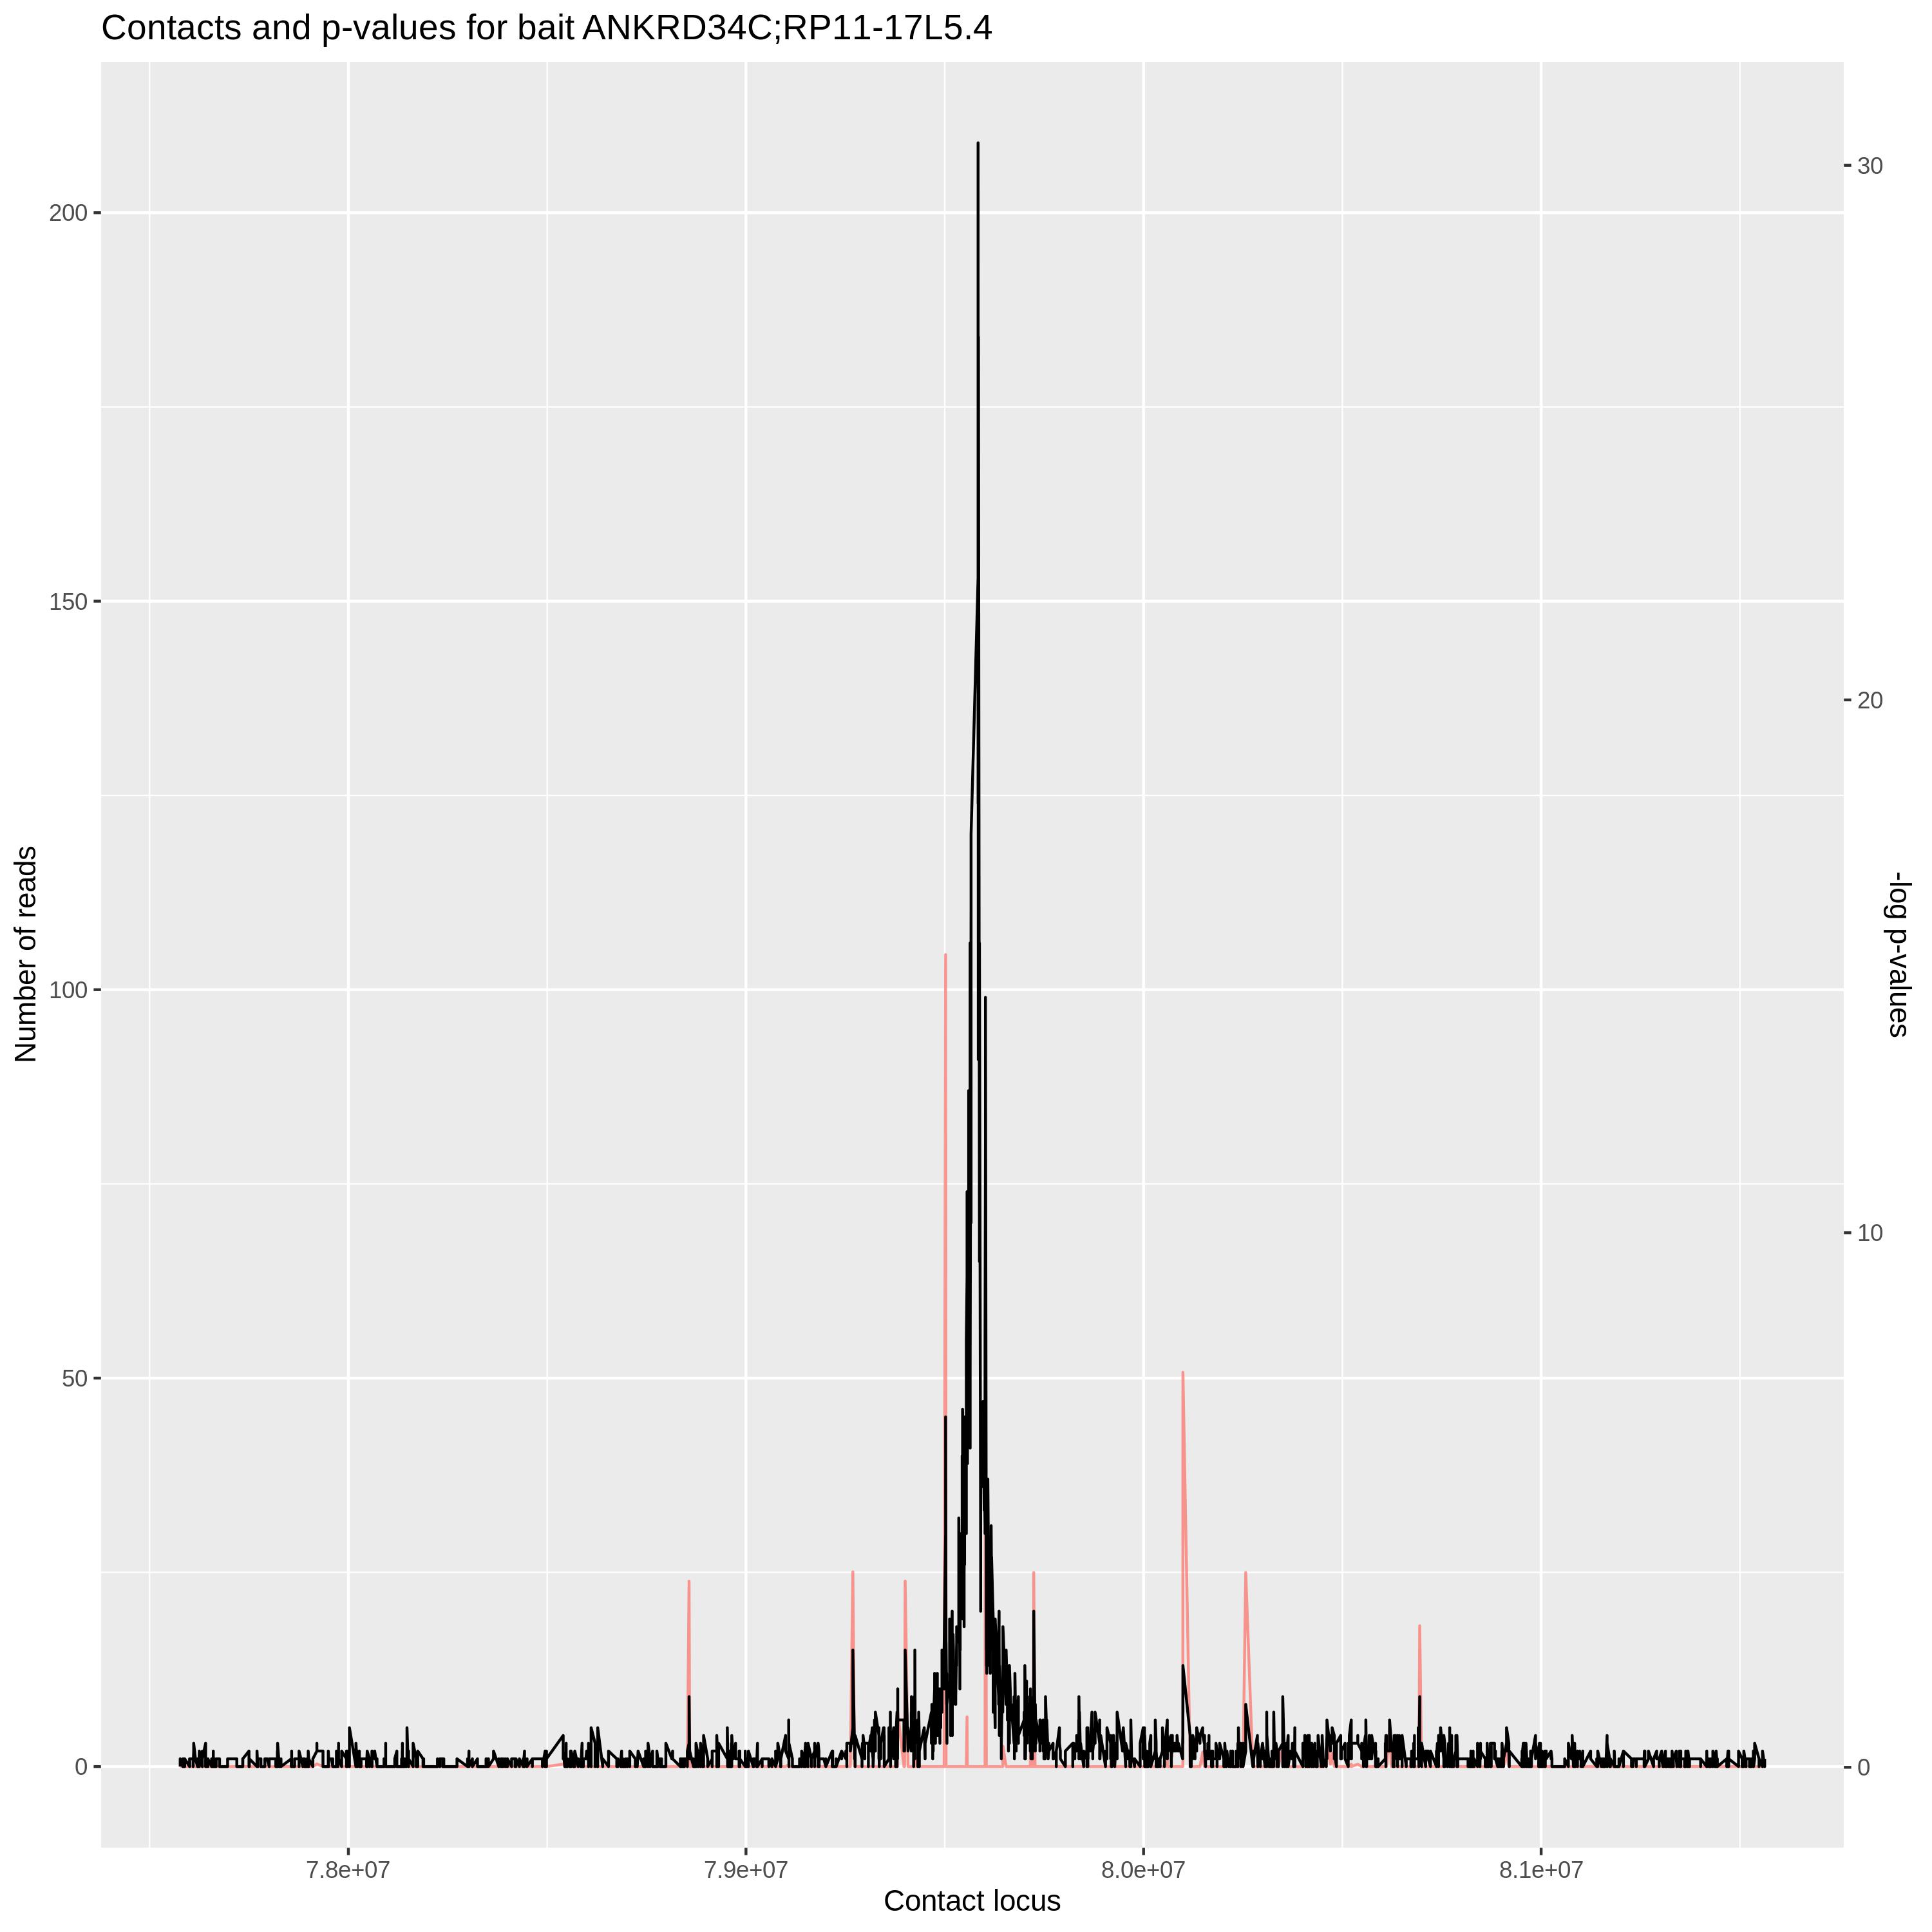 Contacts and p-values for bait ANKRD34C;RP11-17L5.4
200
150
100
50
0
30
20
10
0
Number of reads
-log p-values
7.8e+07
7.9e+07
8.0e+07
8.1e+07
Contact locus